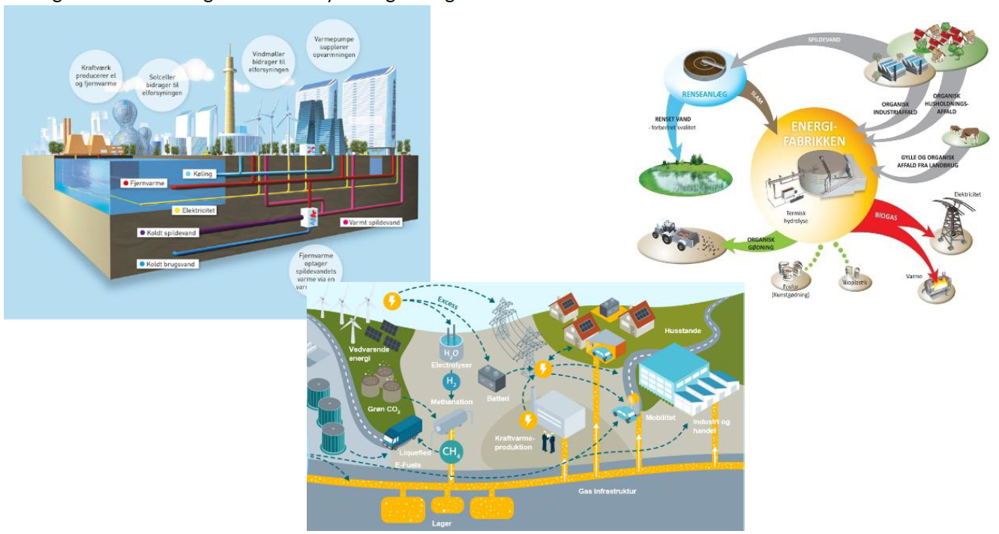 Kraftværk
producerer el
og fjernvarme
Solceller
bidrager til
elforsyningen
Vindmøller
bidrager til
elforsyningen
Varmepumpe
supplerer
opvarmningen
Køling
Fjernvarme
Elektricitet
Koldt spildevand
Varmt spildevand
Koldt brugsvand
Fjernvarme
optager
spildevandets
varme via en
SPILDEVAND
RENSEANLÆG
SLAM
RENSET VAND
- forbedret kvalitet
ORGANISK
INDUSTRIAFFALD
ORGANISK
HUSHOLDNINGS-
AFFALD
ENERGI-
FABRIKKEN
GYLLE OG ORGANISK
AFFALD FRA LANDBRUG
Termisk
hydrolyse
Elektricitet
BIOGAS
ORGANISK
GØDNING
Fosfor
(Kunstgødning)
Bioplastik
Varme
Excess
Vedvarende
energi
H₂O
Electrolyser
H₂
Methanation
Grøn CO₂
Batteri
Husstande
Liquefied
E-Fuels
CH₄
Kraftvarme-
produktion
Mobilitet
Industri og
handel
Gas Infrastruktur
Lager